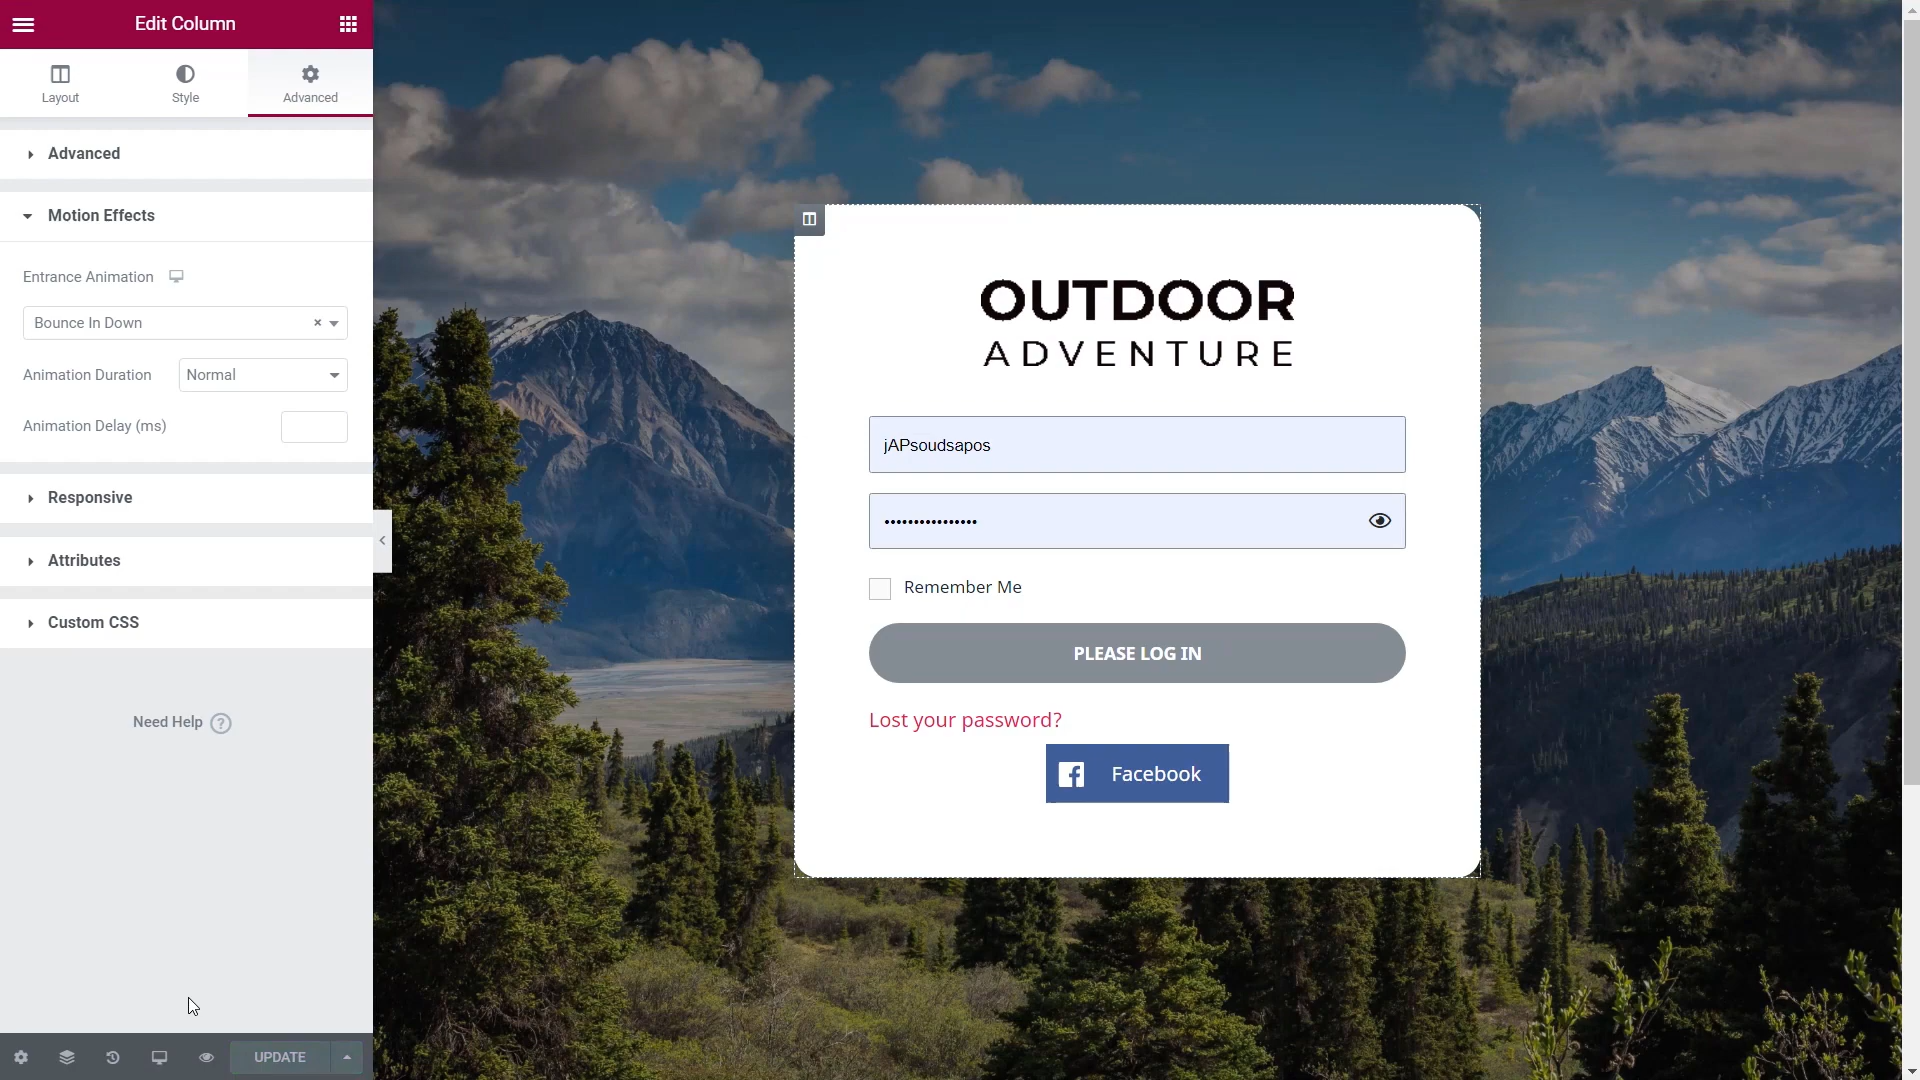 Edit Column
Layout
Style
Advanced
Advanced
Motion Effects
Entrance Animation
Bounce In Down ×
Animation Duration Normal
Animation Delay (ms)
Responsive
Attributes
Custom CSS
Need Help ?
UPDATE
OUTDOOR
ADVENTURE
jAPsoudsapos
••••••••••••••••
Remember Me
PLEASE LOG IN
Lost your password?
Facebook